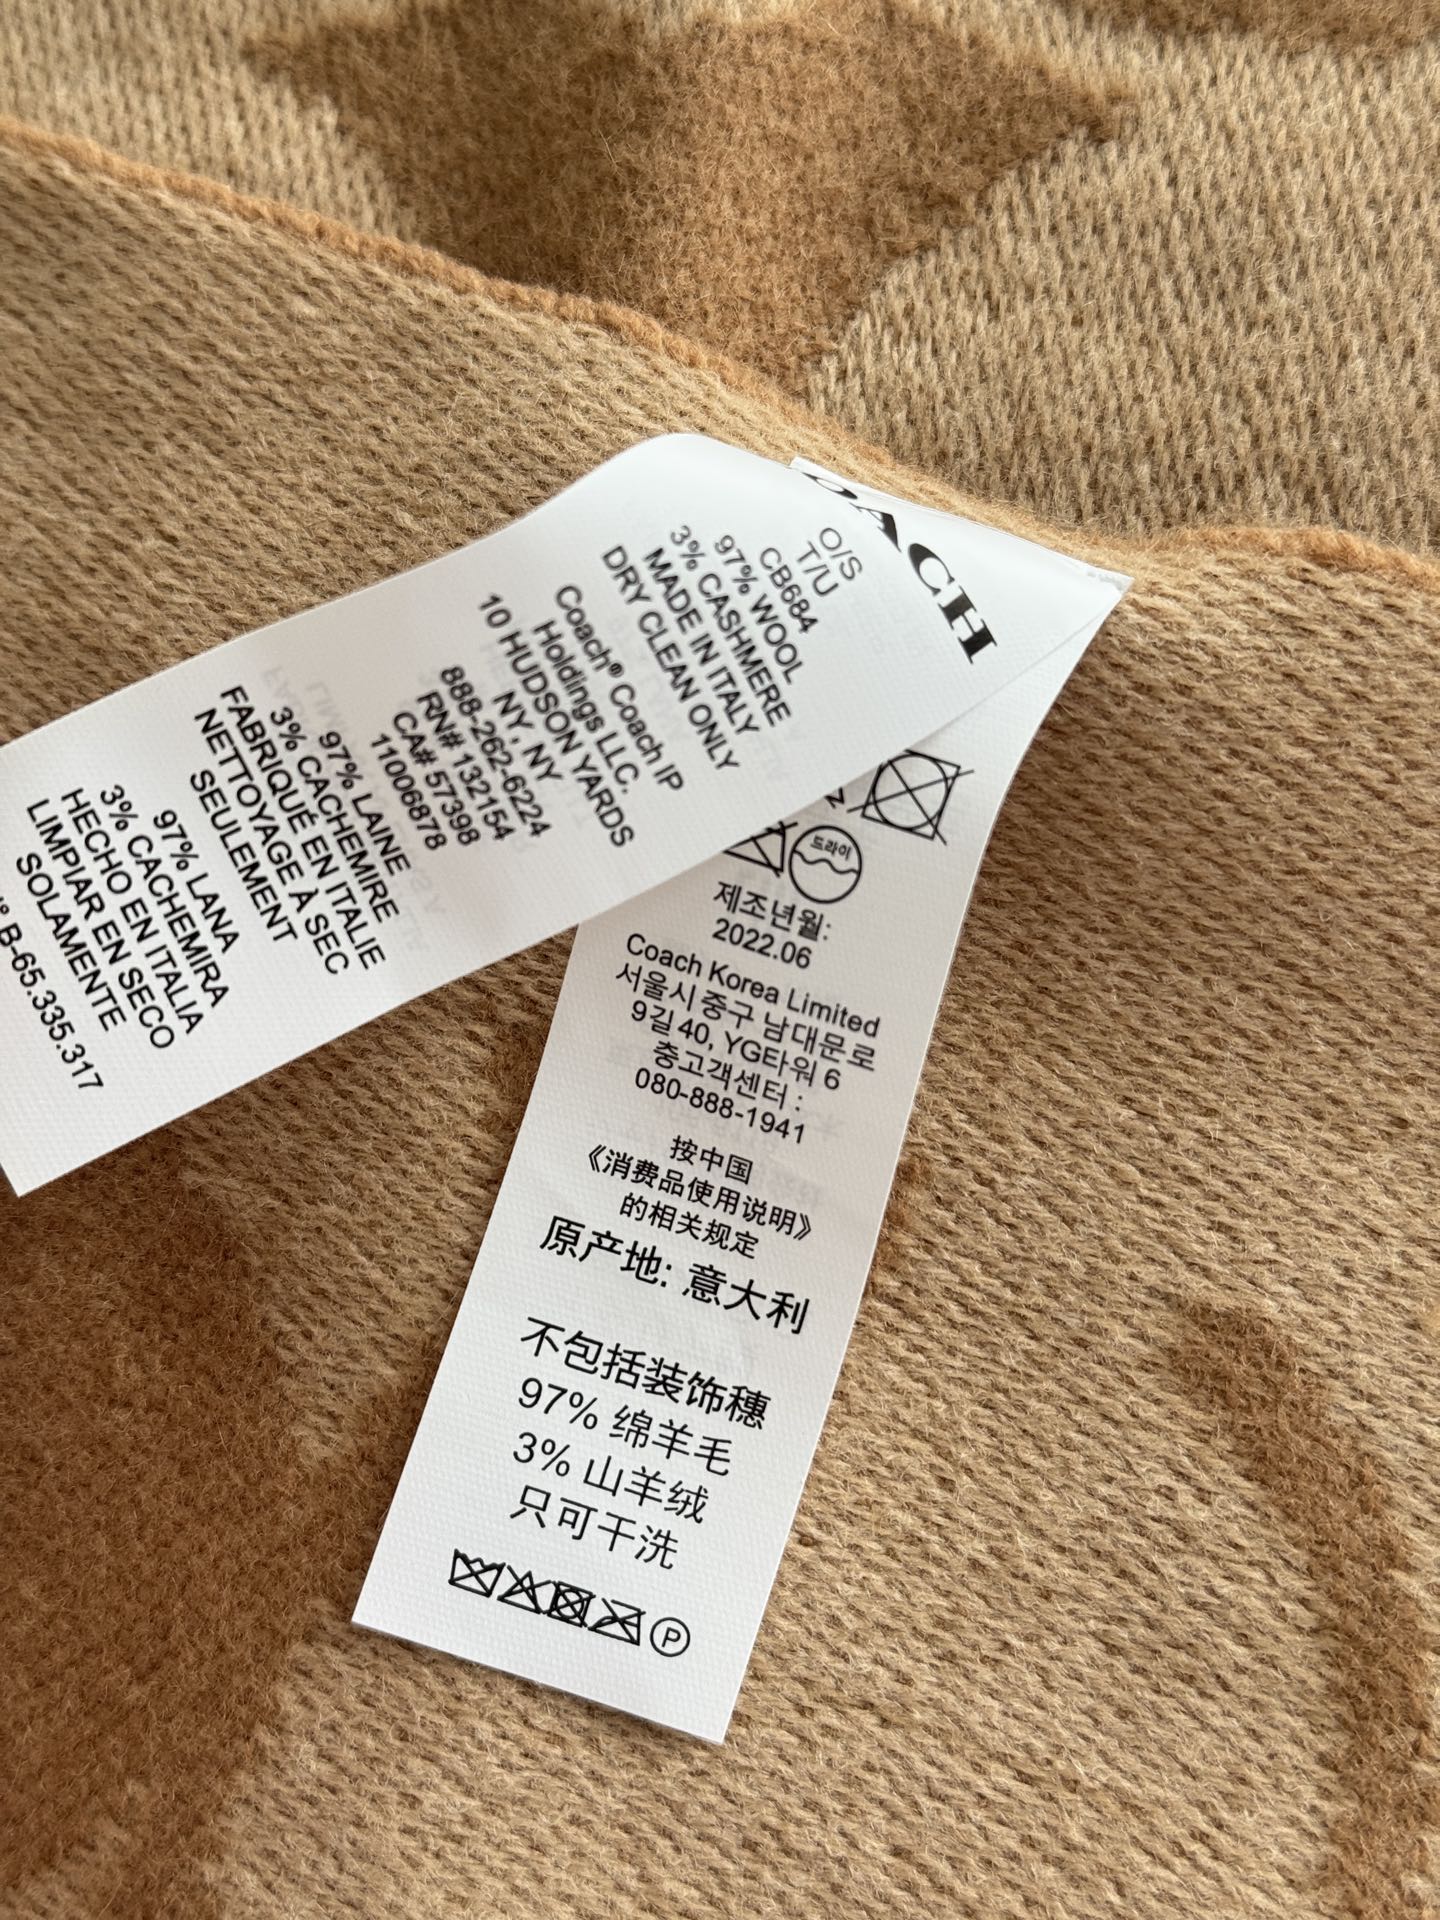 O/S
T/U
CB684
97% WOOL
3% CASHMERE
MADE IN ITALY
DRY CLEAN ONLY
Coach® Coach IP
Holdings LLC.
10 HUDSON YARDS
NY, NY
888-262-6224
RN# 132154
CA# 57398
11006878
97% LAINE
3% CACHEMIRE
FABRIQUÉ EN ITALIE
NETTOYAGE À SEC
SEULEMENT
97% LANA
3% CACHEMIRA
HECHO EN ITALIA
LIMPIAR EN SECO
SOLAMENTE
B-65.335.317
OACH
드라이
제조년월:
2022.06
Coach Korea Limited
서울시 중구 남대문로
9길 40, YG타워 6
층고객센터 :
080-888-1941
按中国
《消费品使用说明》
的相关规定
原产地: 意大利
不包括装饰穗
97% 绵羊毛
3% 山羊绒
只可干洗
P